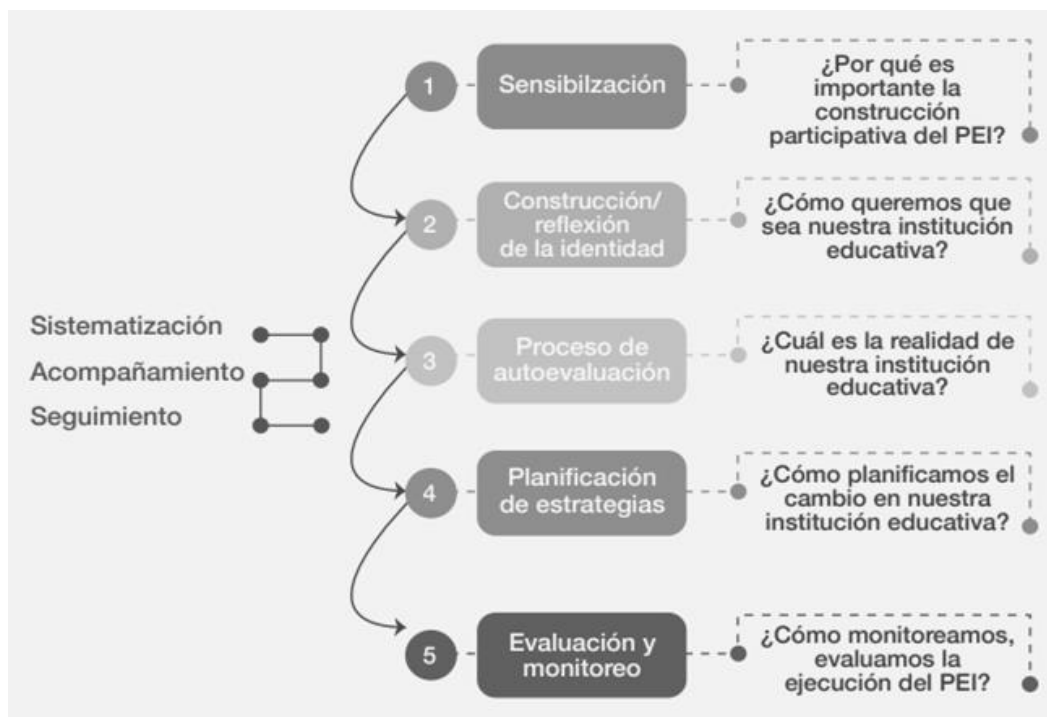 1
Sensibilzación
¿Por qué es
importante la
construcción
participativa del PEI?
2
Construcción/
reflexión
de la identidad
¿Cómo queremos que
sea nuestra institución
educativa?
Sistematización
Acompañamiento
Seguimiento
3
Proceso de
autoevaluación
¿Cuál es la realidad de
nuestra institución
educativa?
4
Planificación
de estrategias
¿Cómo planificamos el
cambio en nuestra
institución educativa?
5
Evaluación y
monitoreo
¿Cómo monitoreamos,
evaluamos la
ejecución del PEI?